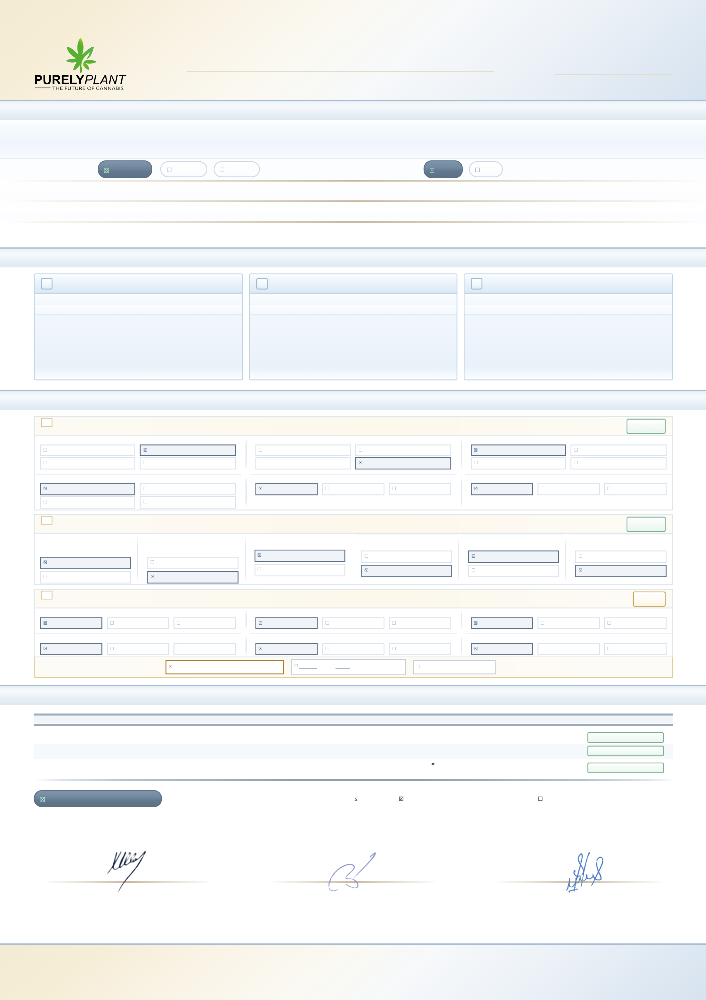 PURELYPLANT
THE FUTURE OF CANNABIS
☒ ☐ ☐ ☒ ☐
☐ ☒ ☐ ☐ ☒ ☐
☐ ☐ ☐ ☒ ☐ ☐
☒ ☐ ☒ ☐ ☐ ☒ ☐ ☐
☐ ☐
☒ ☐ ☒ ☐ ☒ ☐
☐ ☒ ☐ ☒ ☐ ☒
☒ ☐ ☐ ☒ ☐ ☐ ☒ ☐ ☐
☒ ☐ ☐ ☒ ☐ ☐ ☒ ☐ ☐
☒ ☐ ☐
≤
☒ ≤ ☒ ☐